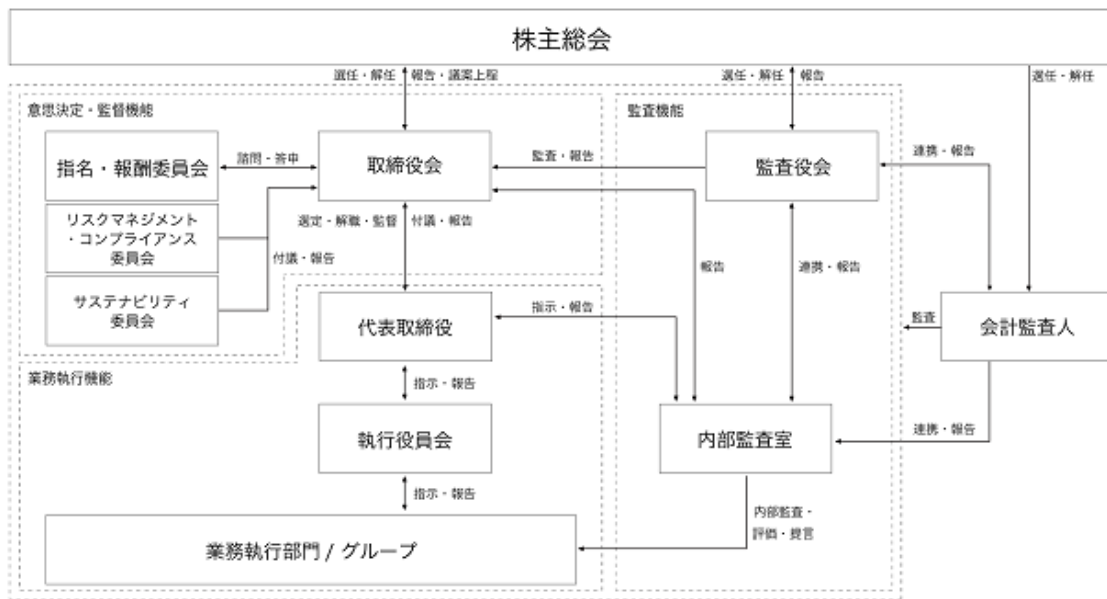 株主総会
選任・解任
報告・議案上程
選任・解任
報告
選任・解任
意思決定・監督機能
監査機能
指名・報酬委員会
諮問・答申
取締役会
監査・報告
監査役会
連携・報告
リスクマネジメント
・コンプライアンス
委員会
選定・解職・監督
付議・報告
付議・報告
報告
連携・報告
サステナビリティ
委員会
代表取締役
指示・報告
監査
会計監査人
業務執行機能
指示・報告
執行役員会
内部監査室
連携・報告
指示・報告
業務執行部門 / グループ
内部監査・
評価・提言